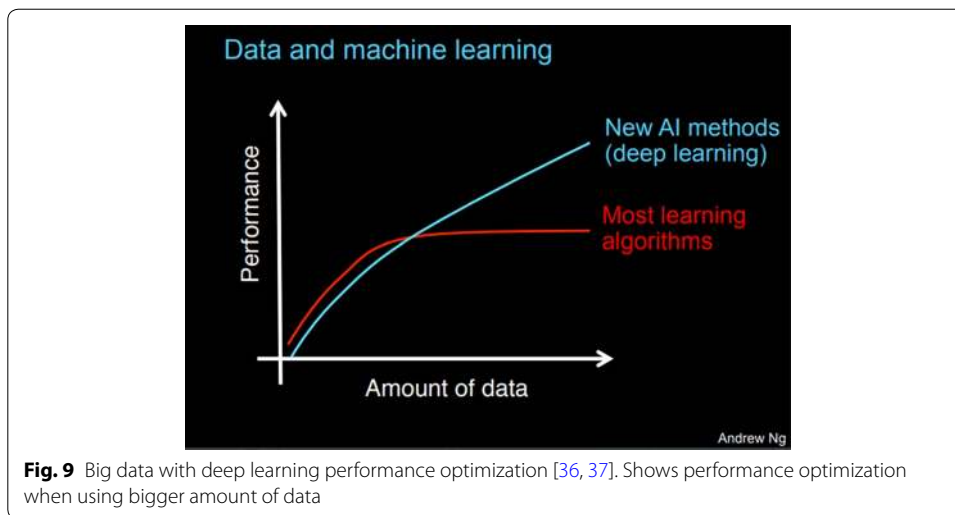 Data and machine learning
New AI methods
(deep learning)
Most learning
algorithms
Performance
Amount of data
Andrew Ng
Fig. 9 Big data with deep learning performance optimization [36, 37]. Shows performance optimization
when using bigger amount of data